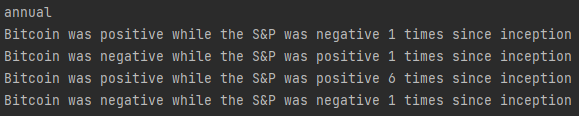 annual
Bitcoin was positive while the S&P was negative 1 times since inception
Bitcoin was negative while the S&P was positive 1 times since inception
Bitcoin was positive while the S&P was positive 6 times since inception
Bitcoin was negative while the S&P was negative 1 times since inception